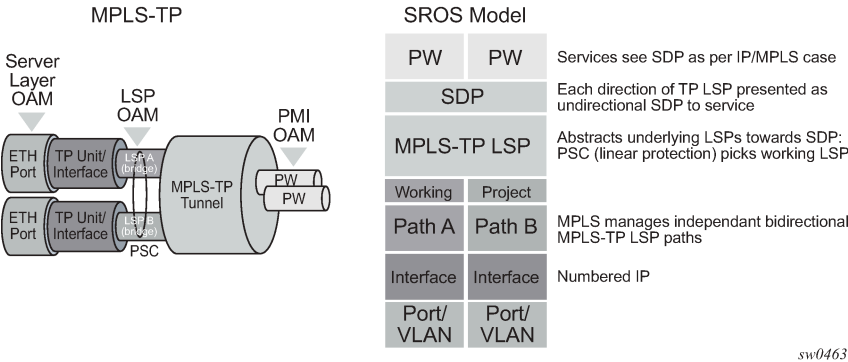 MPLS-TP
Server
Layer
OAM
LSP
OAM
PMI
OAM
ETH
Port
TP Unit/
Interface
LSP A
(bridge)
MPLS-TP
Tunnel
PW
PW
ETH
Port
TP Unit/
Interface
LSP B
(bridge)
PSC
SROS Model
PW PW Services see SDP as per IP/MPLS case
SDP
Each direction of TP LSP presented as
undirectional SDP to service
MPLS-TP LSP
Abstracts underlying LSPs towards SDP:
PSC (linear protection) picks working LSP
Working Project
Path A Path B
MPLS manages independant bidirectional
MPLS-TP LSP paths
Interface Interface Numbered IP
Port/
VLAN
Port/
VLAN
sw0463